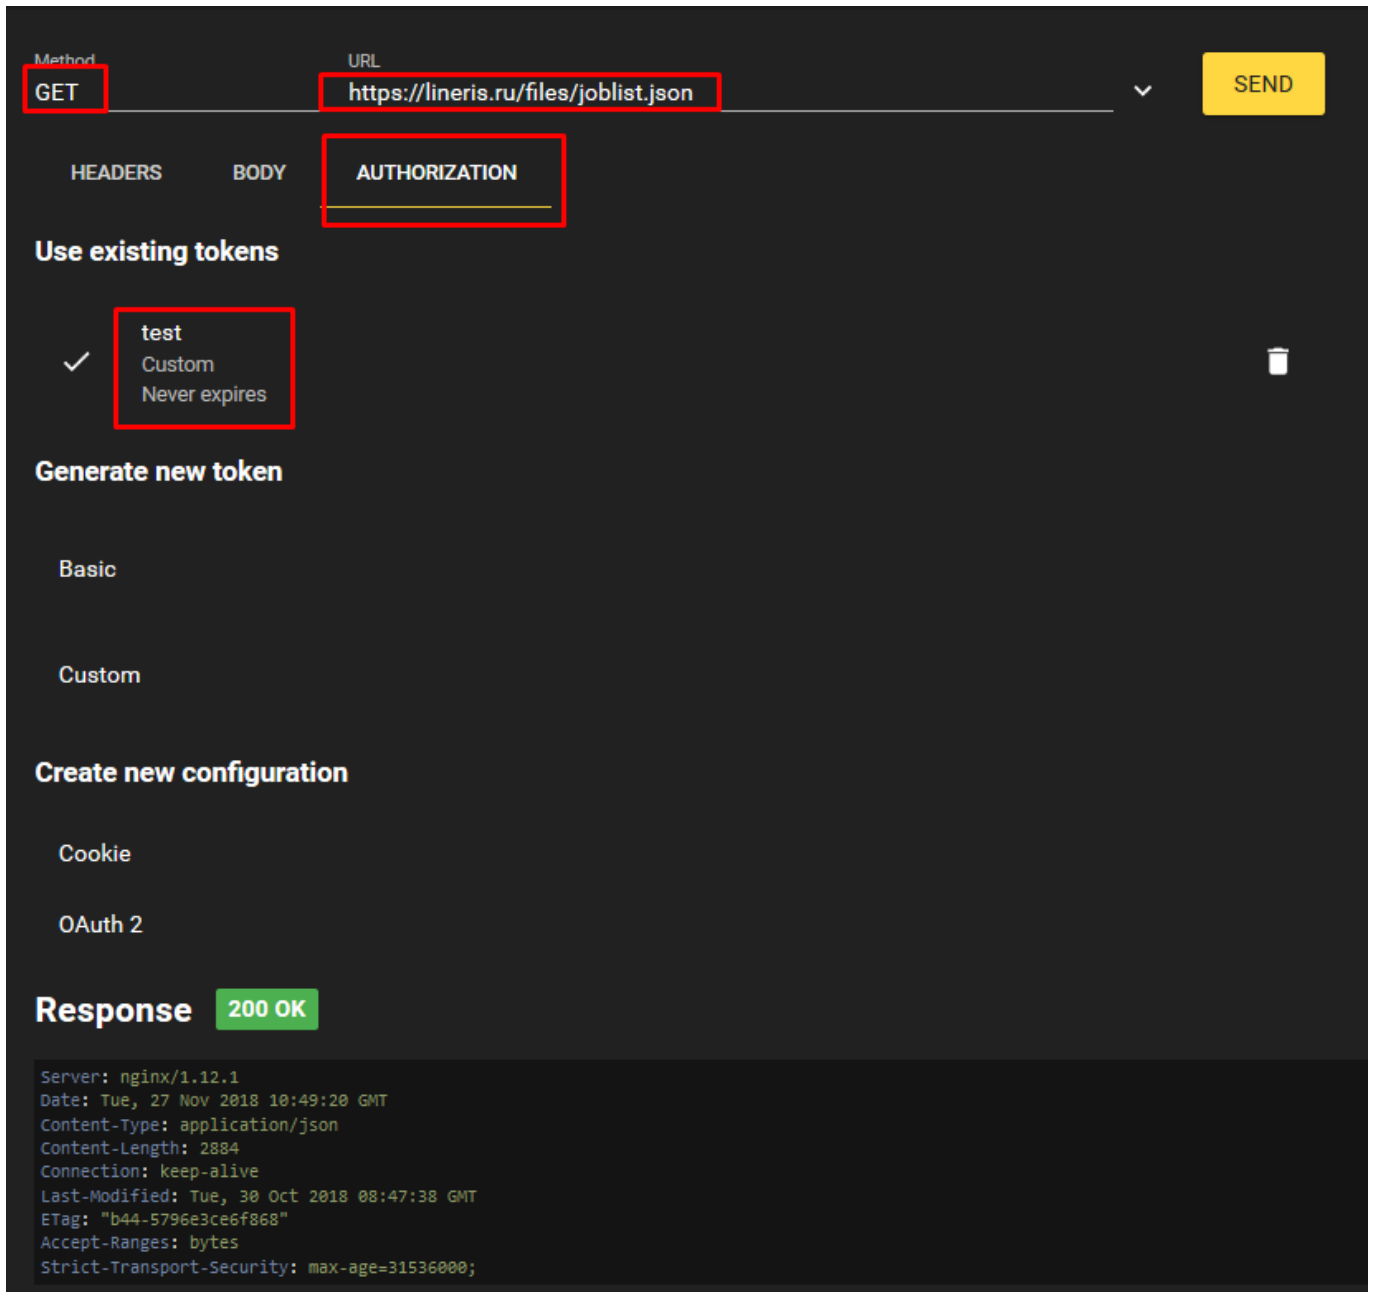 Method
URL
GET
https://lineris.ru/files/joblist.json
SEND
HEADERS BODY AUTHORIZATION
Use existing tokens
test
Custom
Never expires
Generate new token
Basic
Custom
Create new configuration
Cookie
OAuth 2
Response 200 OK
Server: nginx/1.12.1
Date: Tue, 27 Nov 2018 10:49:20 GMT
Content-Type: application/json
Content-Length: 2884
Connection: keep-alive
Last-Modified: Tue, 30 Oct 2018 08:47:38 GMT
ETag: "b44-5796e3ce6f868"
Accept-Ranges: bytes
Strict-Transport-Security: max-age=31536000;